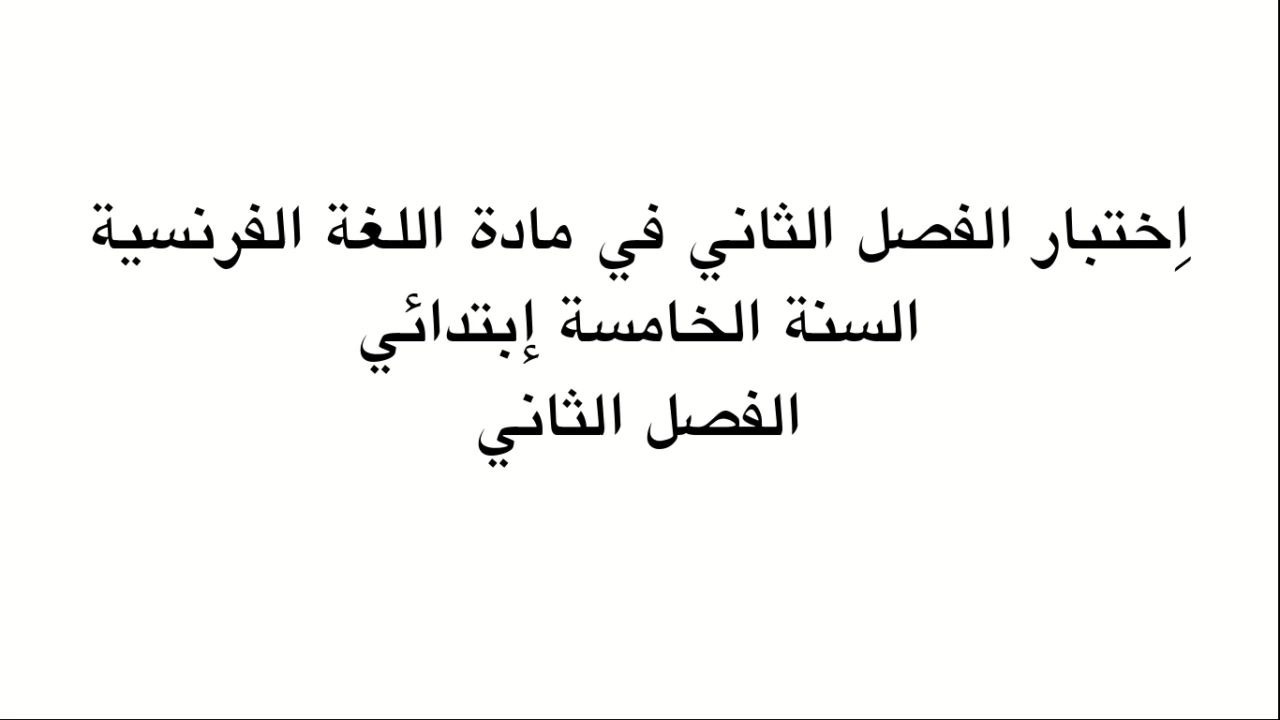 اِختبار الفصل الثاني في مادة اللغة الفرنسية
السنة الخامسة إبتدائي
الفصل الثاني